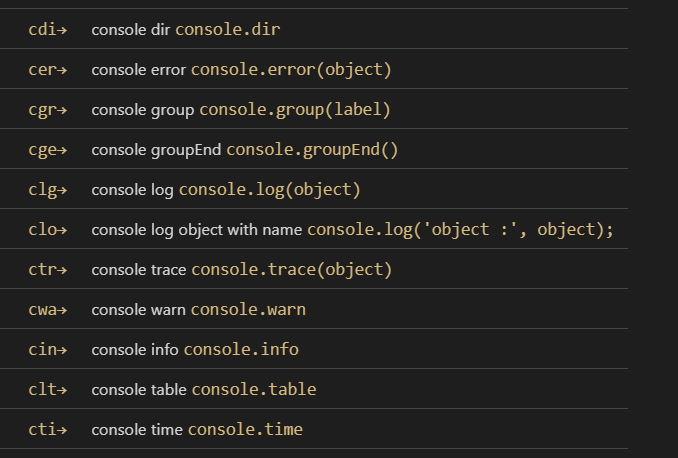 cdi→ console dir console.dir
cer→ console error console.error(object)
cgr→ console group console.group(label)
cge→ console groupEnd console.groupEnd()
clg→ console log console.log(object)
clo→ console log object with name console.log('object :', object);
ctr→ console trace console.trace(object)
cwa→ console warn console.warn
cin→ console info console.info
clt→ console table console.table
cti→ console time console.time